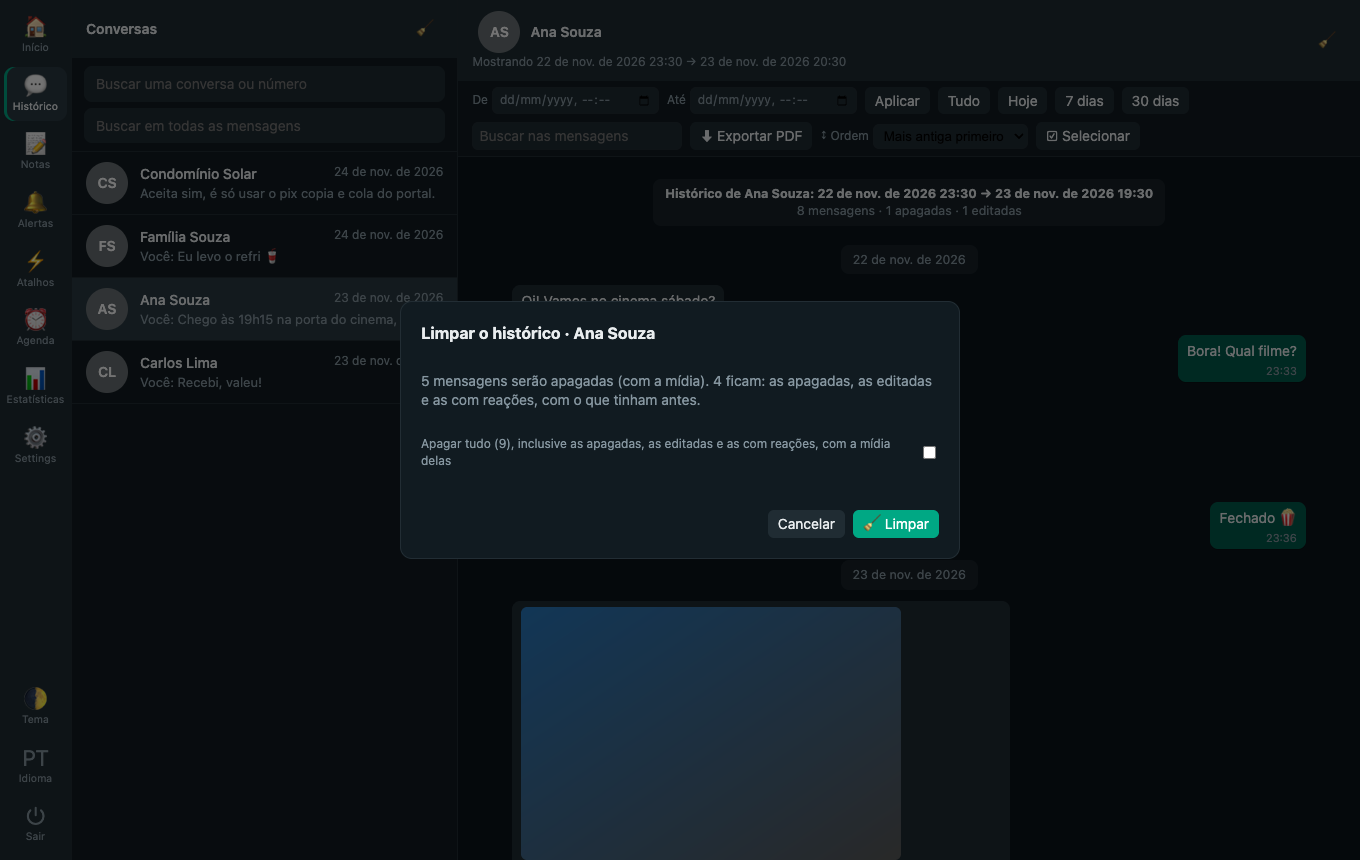 Início
Histórico
Notas
Alertas
Atalhos
Agenda
Estatísticas
Settings
Tema
PT
Idioma
Sair
Conversas
Buscar uma conversa ou número
Buscar em todas as mensagens
CS
Condomínio Solar
24 de nov. de 2026
Aceita sim, é só usar o pix copia e cola do portal.
FS
Família Souza
24 de nov. de 2026
Você: Eu levo o refri 🥤
AS
Ana Souza
23 de nov. de 2026
Você: Chego às 19h15 na porta do cinema,
CL
Carlos Lima
23 de nov. d
Você: Recebi, valeu!
AS
Ana Souza
Mostrando 22 de nov. de 2026 23:30 → 23 de nov. de 2026 20:30
De dd/mm/yyyy, --:-- Até dd/mm/yyyy, --:-- Aplicar Tudo Hoje 7 dias 30 dias
Buscar nas mensagens ⬇ Exportar PDF ↕ Ordem Mais antiga primeiro ☑ Selecionar
Histórico de Ana Souza: 22 de nov. de 2026 23:30 → 23 de nov. de 2026 19:30
8 mensagens · 1 apagadas · 1 editadas
22 de nov. de 2026
Oi! Vamos no cinema sábado?
Bora! Qual filme?
23:33
Limpar o histórico · Ana Souza
5 mensagens serão apagadas (com a mídia). 4 ficam: as apagadas, as editadas
e as com reações, com o que tinham antes.
Apagar tudo (9), inclusive as apagadas, as editadas e as com reações, com a mídia
delas
Cancelar
🧹 Limpar
Fechado 🍿
23:36
23 de nov. de 2026